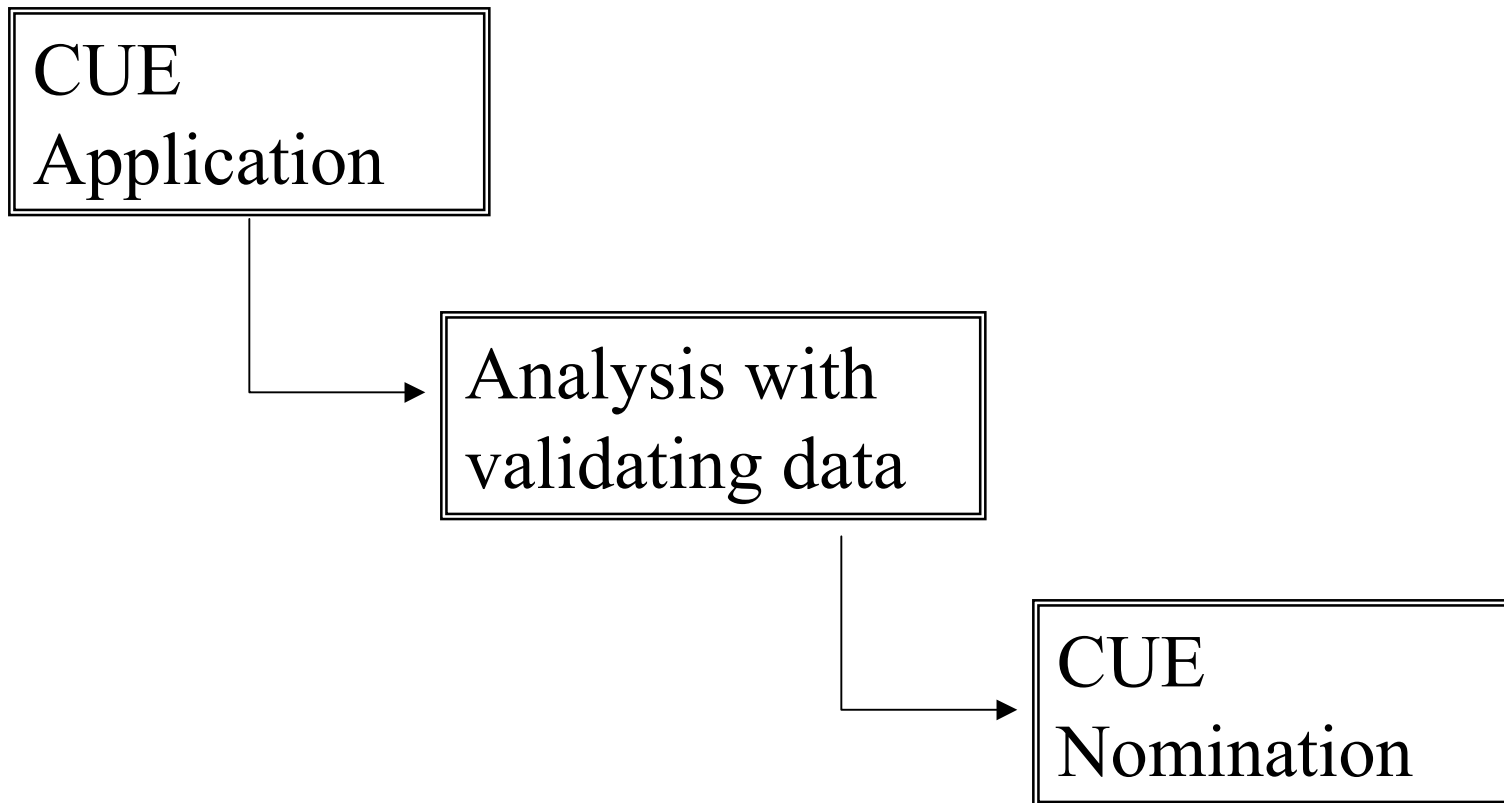 CUE
Application
Analysis with
validating data
CUE
Nomination